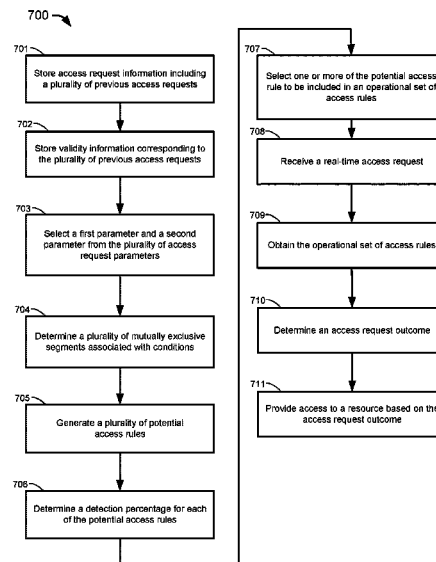 700
701
Store access request information including
a plurality of previous access requests
702
Store validity information corresponding to
the plurality of previous access requests
703
Select a first parameter and a second
parameter from the plurality of access
request parameters
704
Determine a plurality of mutually exclusive
segments associated with conditions
705
Generate a plurality of potential
access rules
706
Determine a detection percentage for each
of the potential access rules
707
Select one or more of the potential access
rule to be included in an operational set of
access rules
708
Receive a real-time access request
709
Obtain the operational set of access rules
710
Determine an access request outcome
711
Provide access to a resource based on the
access request outcome